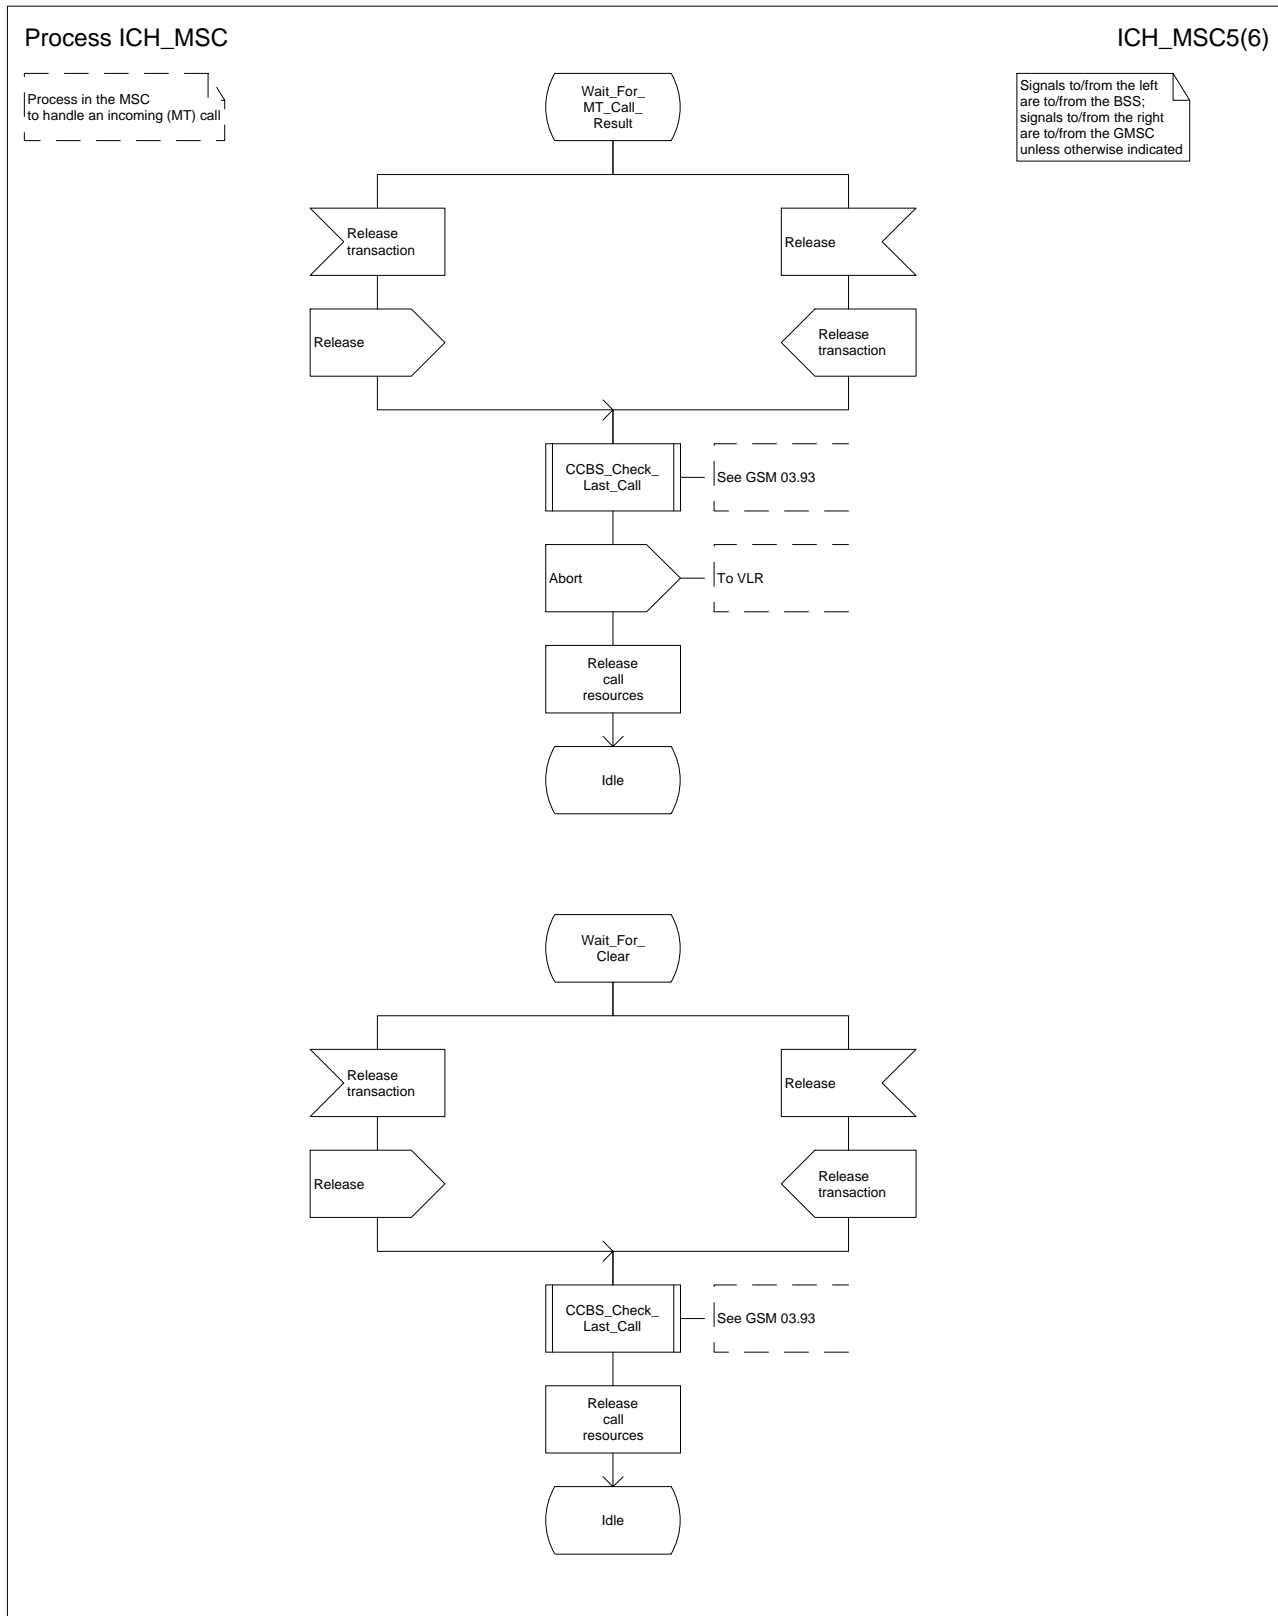 Process ICH_MSC
ICH_MSC5(6)
Process in the MSC
to handle an incoming (MT) call
Signals to/from the left
are to/from the BSS;
signals to/from the right
are to/from the GMSC
unless otherwise indicated
Wait_For_
MT_Call_
Result
Release
transaction
Release
Release
Release
transaction
CCBS_Check_
Last_Call
See GSM 03.93
Abort
To VLR
Release
call
resources
Idle
Wait_For_
Clear
Release
transaction
Release
Release
Release
transaction
CCBS_Check_
Last_Call
See GSM 03.93
Release
call
resources
Idle